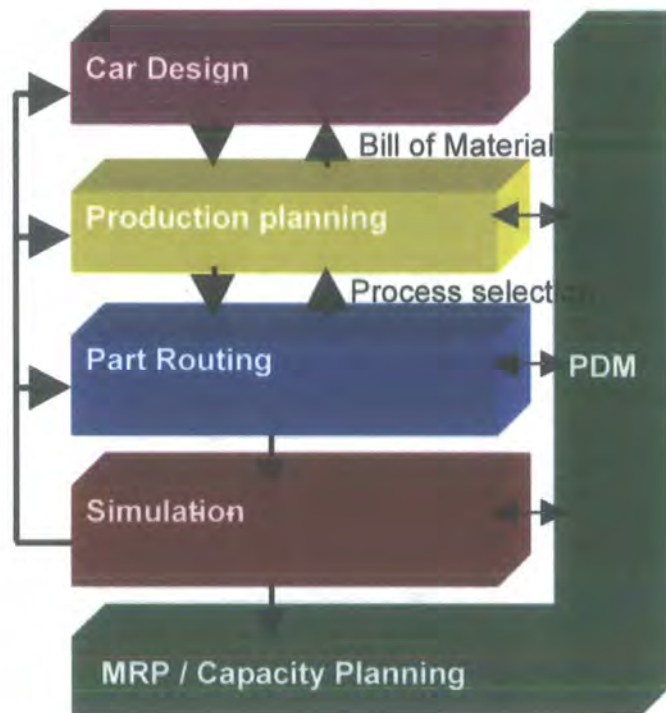 Car Design
Bill of Material
Production planning
Process selection
Part Routing
PDM
Simulation
MRP / Capacity Planning